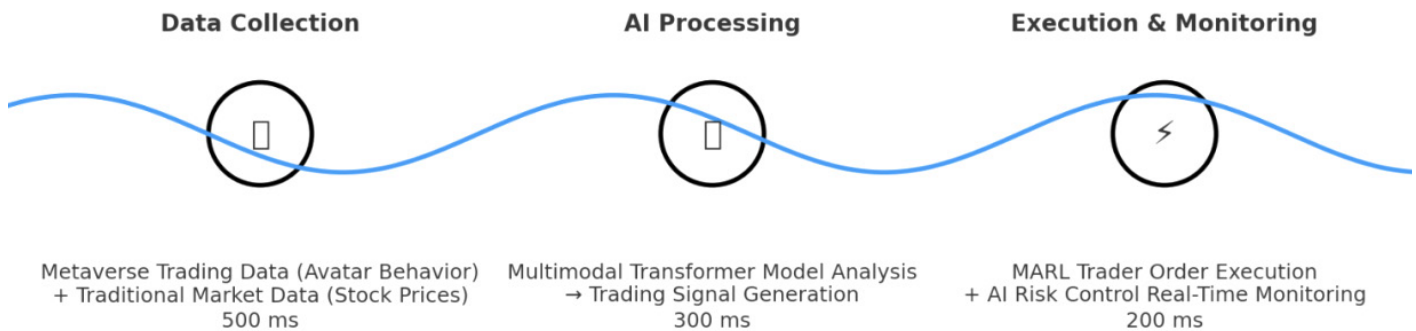 Data Collection
AI Processing
Execution & Monitoring
⚡
Metaverse Trading Data (Avatar Behavior)
+ Traditional Market Data (Stock Prices)
500 ms
Multimodal Transformer Model Analysis
→ Trading Signal Generation
300 ms
MARL Trader Order Execution
+ AI Risk Control Real-Time Monitoring
200 ms